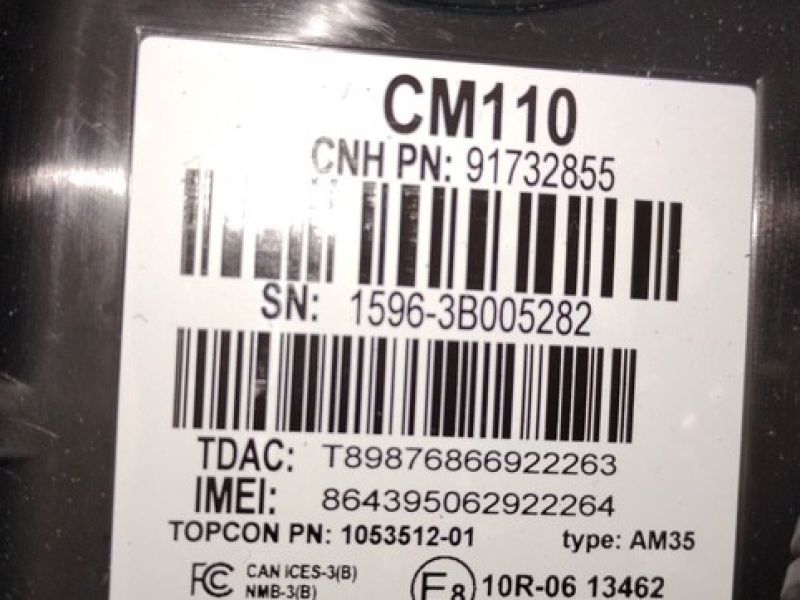 CM110
CNH PN: 91732855
SN: 1596-3B005282
TDAC: T89876866922263
IMEI: 864395062922264
TOPCON PN: 1053512-01 type: AM35
FC CAN ICES-3(B)
NMB-3(B)
E8 10R-06 13462